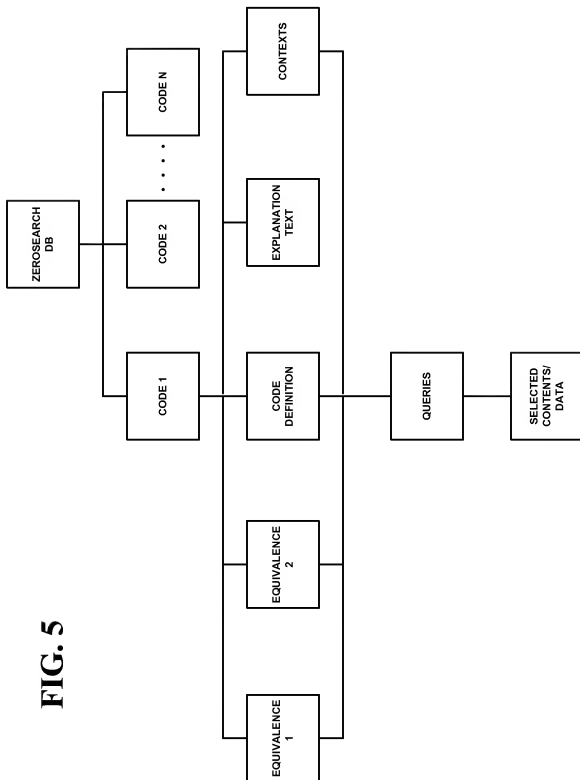 FIG. 5
ZEROSEARCH
DB
CODE 1
CODE 2
. . . .
CODE N
EQUIVALENCE
1
EQUIVALENCE
2
CODE
DEFINITION
EXPLANATION
TEXT
CONTEXTS
QUERIES
SELECTED
CONTENTS/
DATA